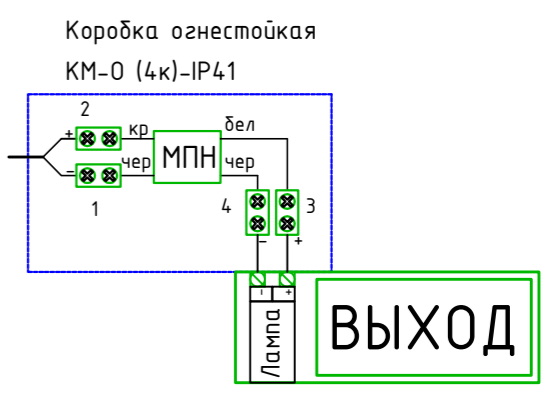 Коробка огнестойкая
КМ-О (4к)-IP41
2
+ кр бел
- чер МПН чер
1 4 3
- +
- +
Лампа ВЫХОД